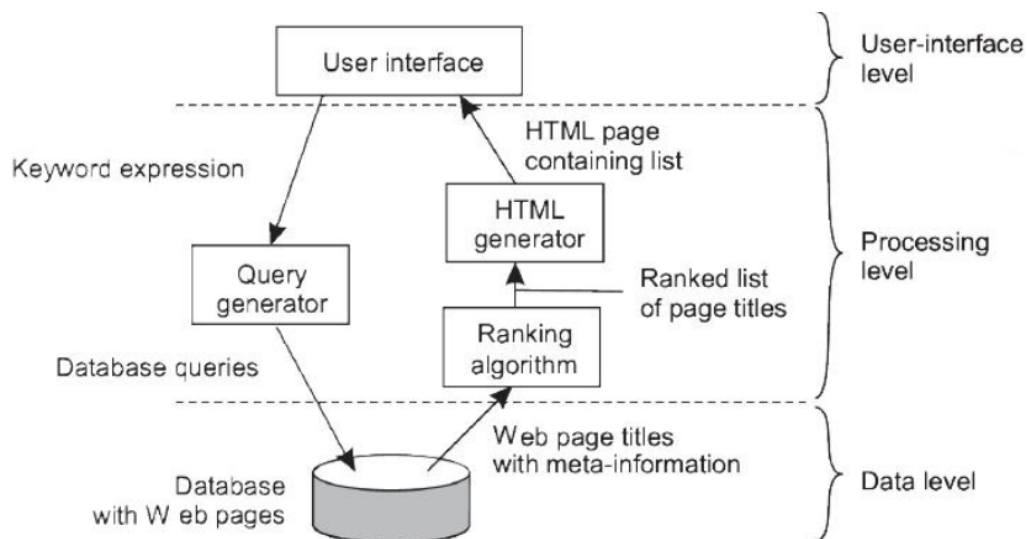 User interface
User-interface
level
Keyword expression
HTML page
containing list
HTML
generator
Processing
level
Query
generator
Ranked list
of page titles
Ranking
algorithm
Database queries
Web page titles
with meta-information
Database
with Web pages
Data level